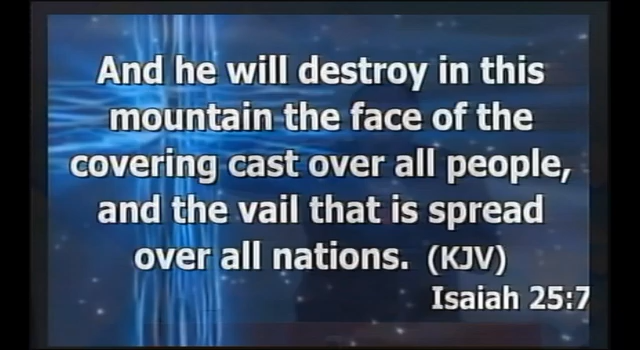 And he will destroy in this
mountain the face of the
covering cast over all people,
and the vail that is spread
over all nations. (KJV)
Isaiah 25:7